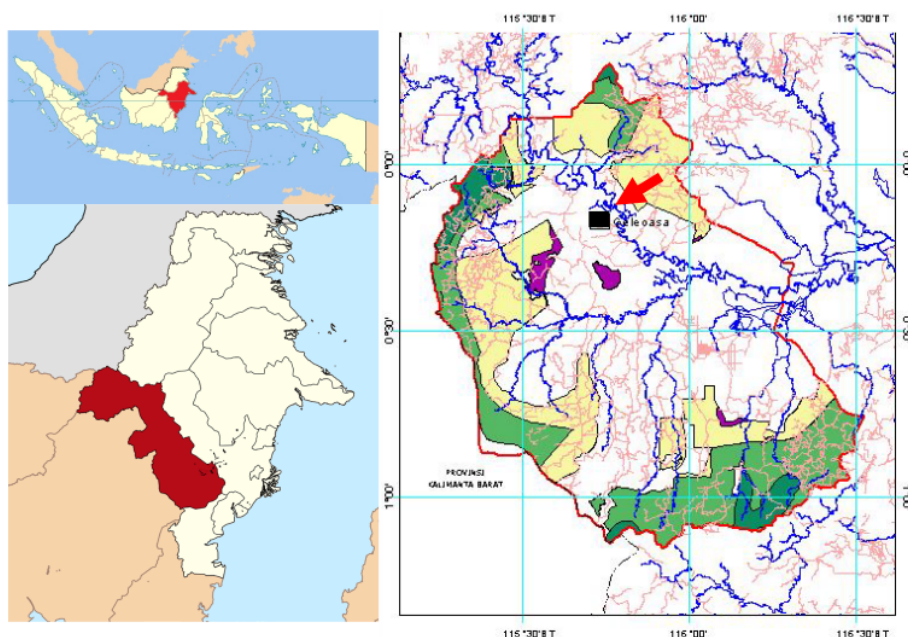 115 °30'8 T
116 °00'
116 °30'8 T
0°00'
Geleoasa
0°30'
PROVINSI
KALIMANTA BARAT
1°00'
115 °30'8 T
116 °00'
116 °30'8 T